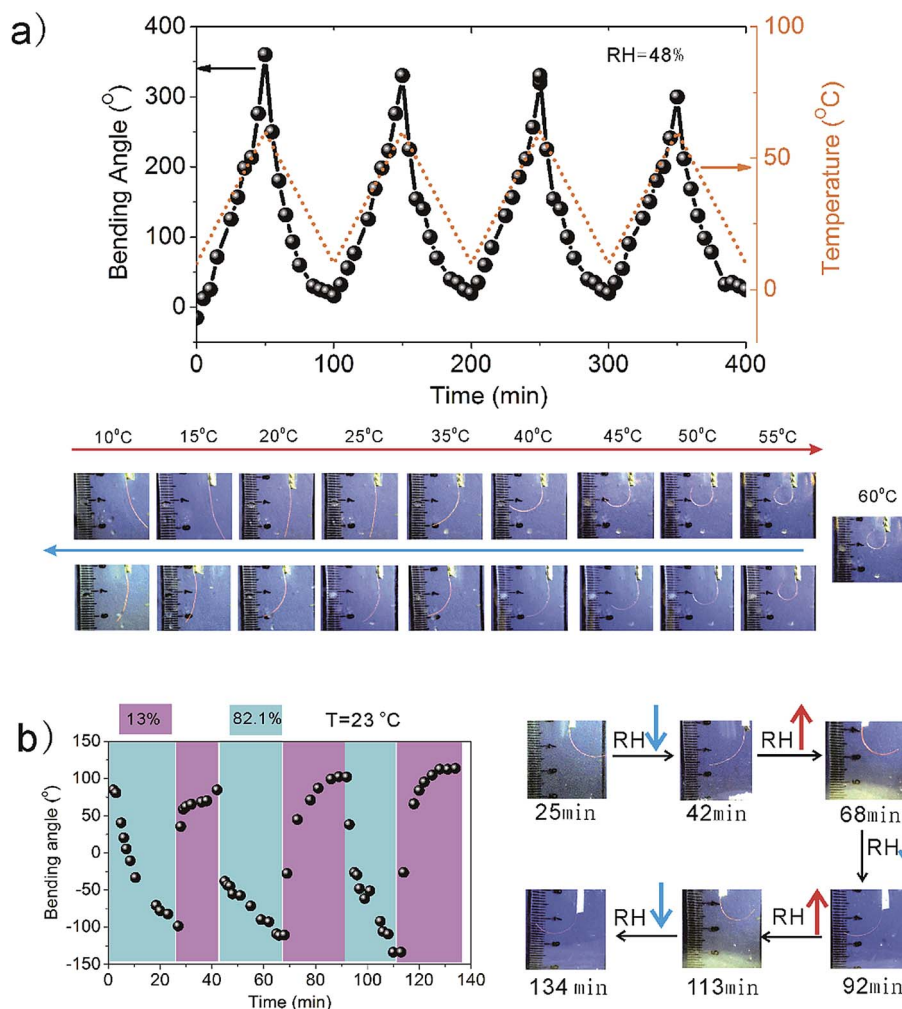 a)
RH=48%
Bending Angle (°)
400
300
200
100
0
Temperature (°C)
100
50
0
0 100 200 300 400
Time (min)
10°C 15°C 20°C 25°C 35°C 40°C 45°C 50°C 55°C
60°C
b)
13% 82.1% T=23 °C
Bending angle (°)
150
100
50
0
-50
-100
-150
0 20 40 60 80 100 120 140
Time (min)
RH RH
25min 42min 68min
RH
RH RH
134 min 113min 92min